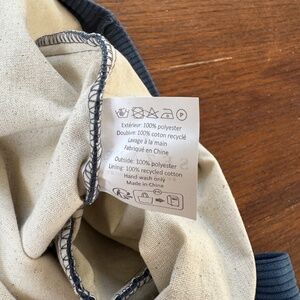 Extérieur: 100% polyester
Doublure: 100% coton recyclé
Lavage à la main
Fabriqué en Chine
Outside: 100% polyester
Lining: 100% recycled cotton
Hand wash only
Made in China